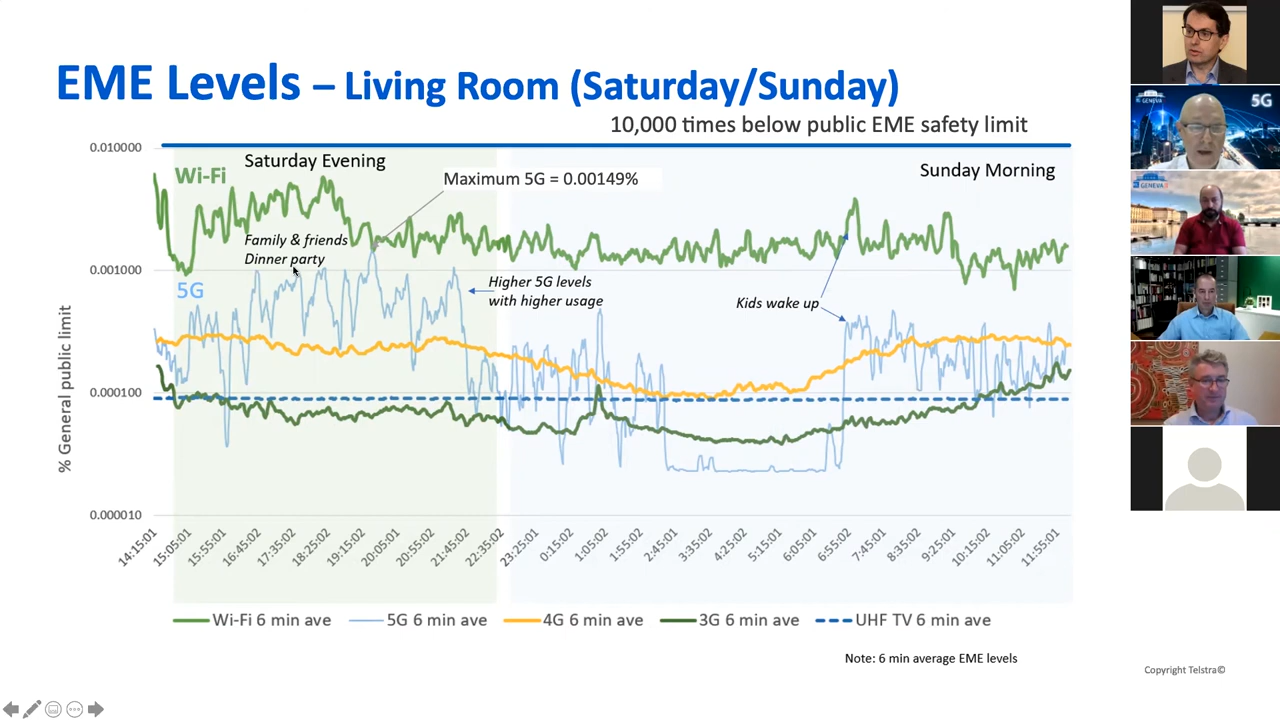 EME Levels – Living Room (Saturday/Sunday)
10,000 times below public EME safety limit
0.010000
0.001000
0.000100
0.000010
% General public limit
Wi-Fi
Saturday Evening
Maximum 5G = 0.00149%
Sunday Morning
Family & friends
Dinner party
5G
Higher 5G levels
with higher usage
Kids wake up
14:15:01
15:05:01
15:55:01
16:45:02
17:35:02
18:25:02
19:15:02
20:05:01
20:55:02
21:45:02
22:35:02
23:25:01
0:15:02
1:05:02
1:55:02
2:45:01
3:35:02
4:25:02
5:15:01
6:05:01
6:55:02
7:45:01
8:35:02
9:25:01
10:15:02
11:05:02
11:55:01
Wi-Fi 6 min ave
5G 6 min ave
4G 6 min ave
3G 6 min ave
UHF TV 6 min ave
Note: 6 min average EME levels
Copyright Telstra©
GENEVA
5G
GENEVA